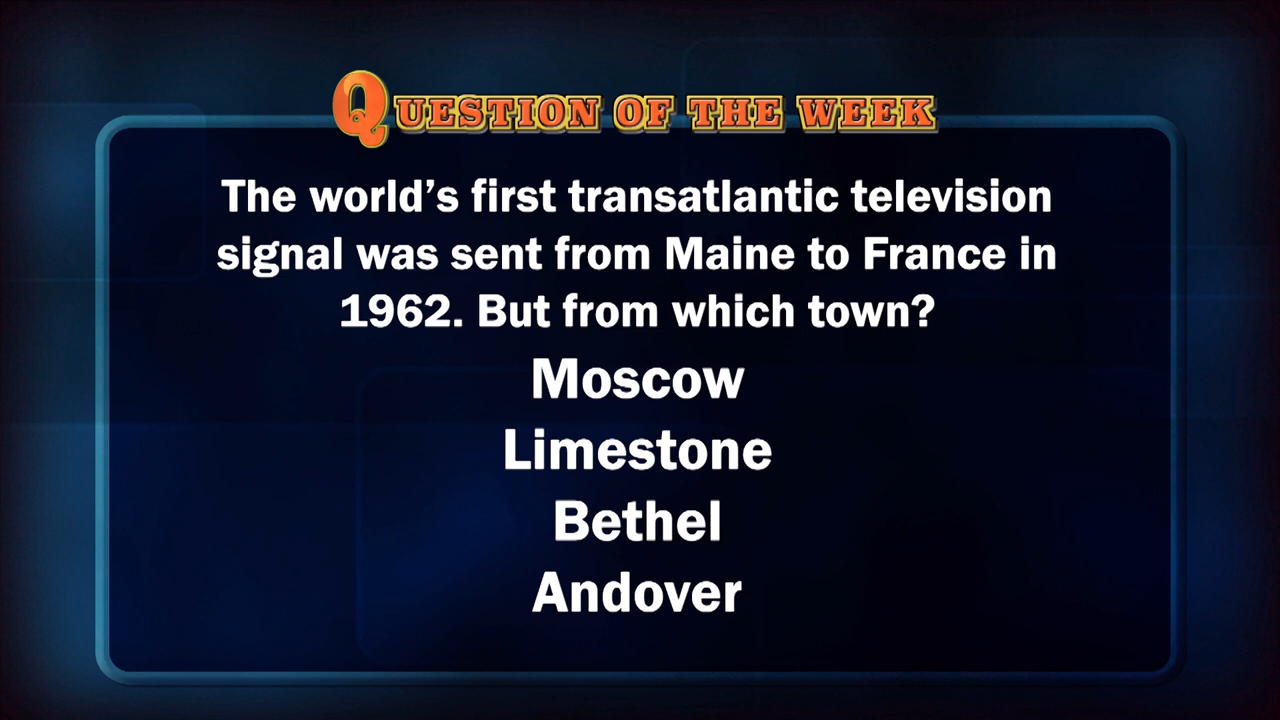 QUESTION OF THE WEEK
The world’s first transatlantic television
signal was sent from Maine to France in
1962. But from which town?
Moscow
Limestone
Bethel
Andover